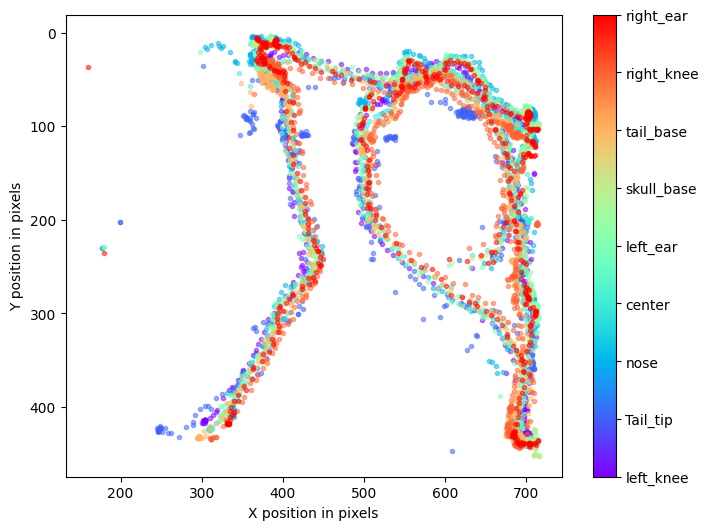 0
100
200
300
400
Y position in pixels
200
300
400
500
600
700
X position in pixels
right_ear
right_knee
tail_base
skull_base
left_ear
center
nose
Tail_tip
left_knee